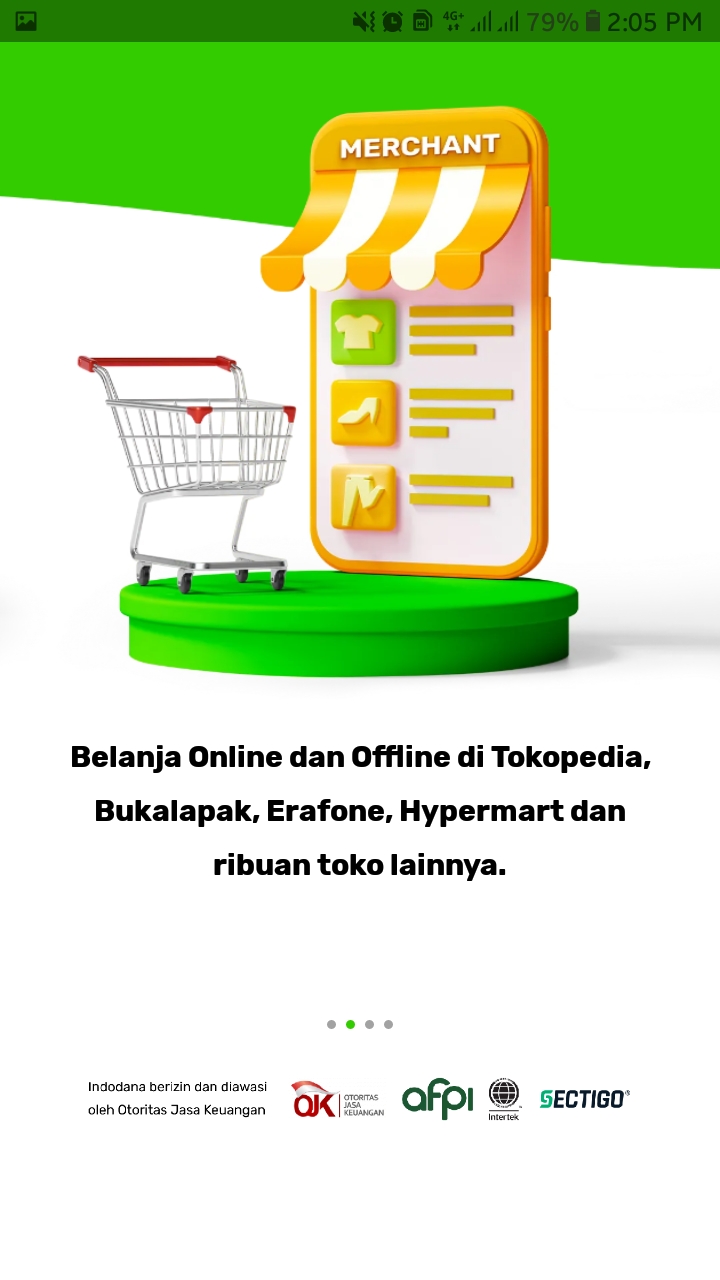 4G+ 79% 2:05 PM
MERCHANT
Belanja Online dan Offline di Tokopedia,
Bukalapak, Erafone, Hypermart dan
ribuan toko lainnya.
Indodana berizin dan diawasi
oleh Otoritas Jasa Keuangan
OJK
OTORITAS
JASA
KEUANGAN
afpi
Intertek
SECTIGO®